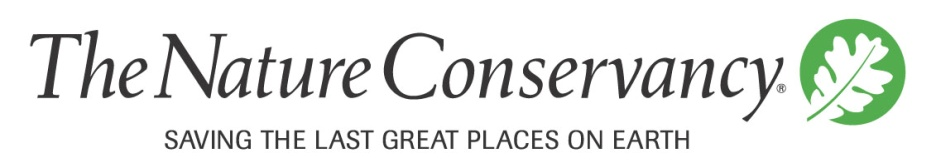 The Nature Conservancy®
SAVING THE LAST GREAT PLACES ON EARTH